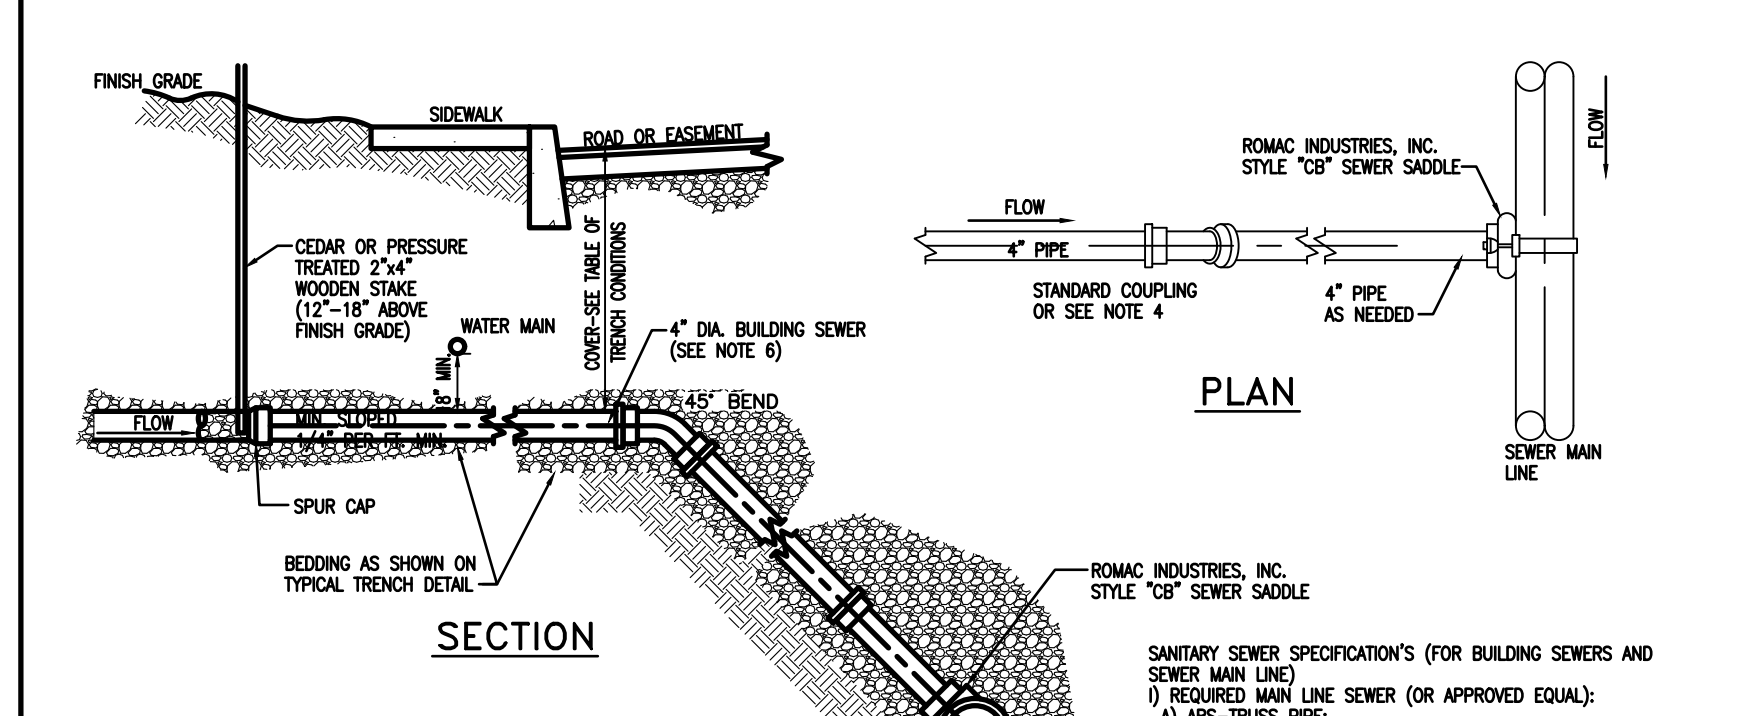 FINISH GRADE
SIDEWALK
ROAD OR EASEMENT
CEDAR OR PRESSURE
TREATED 2"x4"
WOODEN STAKE
(12"-18" ABOVE
FINISH GRADE)
WATER MAIN
18" MIN.
COVER-SEE TABLE OF
TRENCH CONDITIONS
4" DIA. BUILDING SEWER
(SEE NOTE 6)
45° BEND
FLOW
MIN SLOPED
1/4" PER FT. MIN.
SPUR CAP
BEDDING AS SHOWN ON
TYPICAL TRENCH DETAIL
SECTION
ROMAC INDUSTRIES, INC.
STYLE "CB" SEWER SADDLE
FLOW
FLOW
4" PIPE
STANDARD COUPLING
OR SEE NOTE 4
4" PIPE
AS NEEDED
PLAN
SEWER MAIN
LINE
ROMAC INDUSTRIES, INC.
STYLE "CB" SEWER SADDLE
SANITARY SEWER SPECIFICATION'S (FOR BUILDING SEWERS AND
SEWER MAIN LINE)
I) REQUIRED MAIN LINE SEWER (OR APPROVED EQUAL):
A) ABS-TRUSS PIPE: